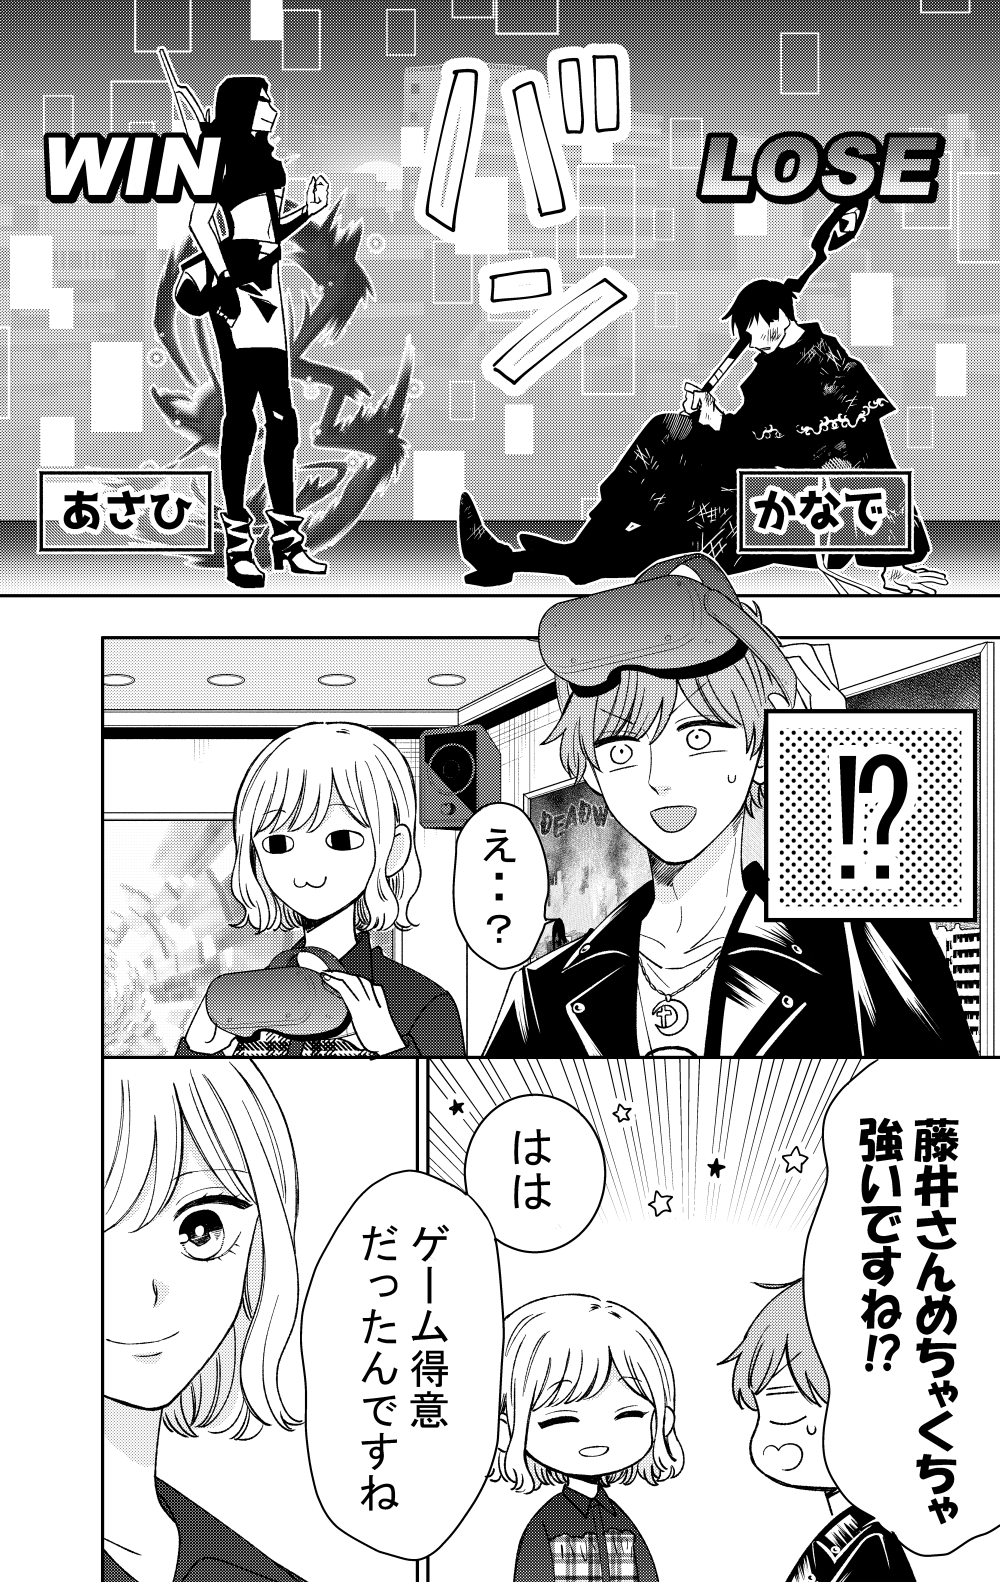 WIN
LOSE
バン
あさひ
かなで
!?
え・・・?
DEADW
藤井さんめちゃくちゃ
強いですね!?
はは
ゲーム得意
だったんですね